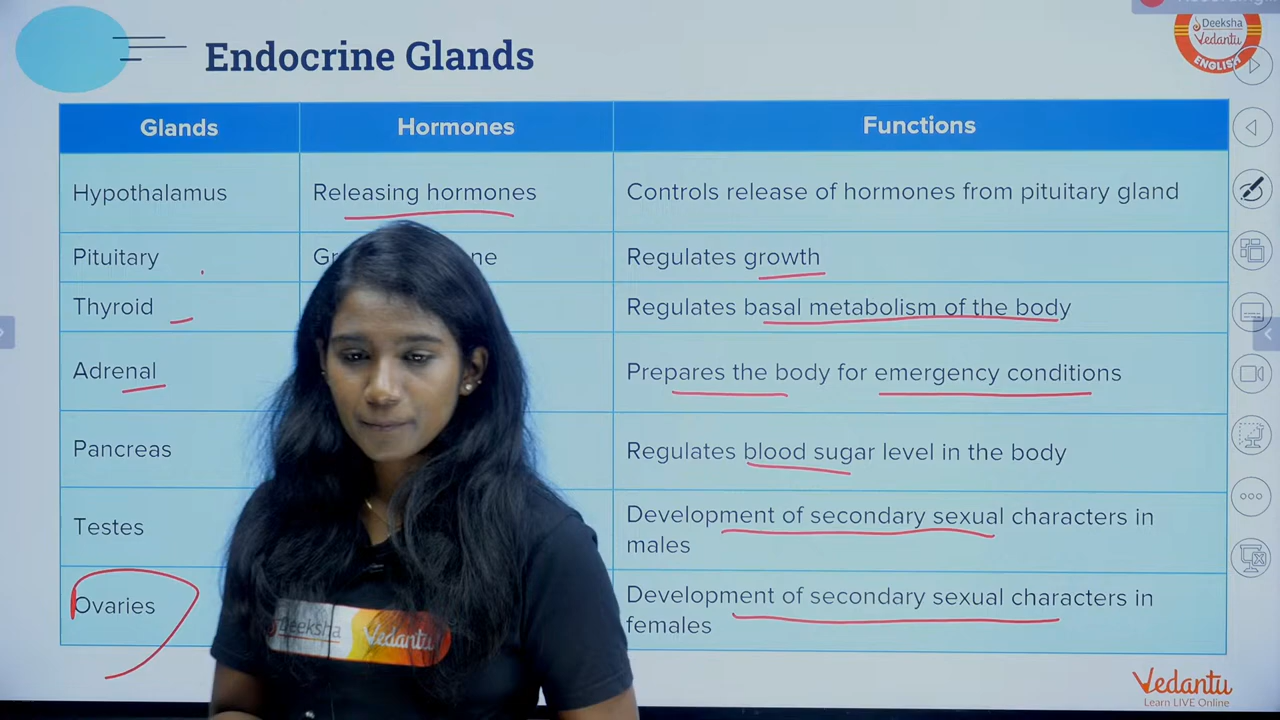 Recording...
Deeksha
Vedantu
ENGLISH
Endocrine Glands
Glands Hormones Functions
Hypothalamus Releasing hormones Controls release of hormones from pituitary gland
Pituitary Regulates growth
Thyroid Regulates basal metabolism of the body
Adrenal Prepares the body for emergency conditions
Pancreas Regulates blood sugar level in the body
Testes Development of secondary sexual characters in
males
Ovaries Development of secondary sexual characters in
females
Deeksha Vedantu
Vedantu
Learn LIVE Online